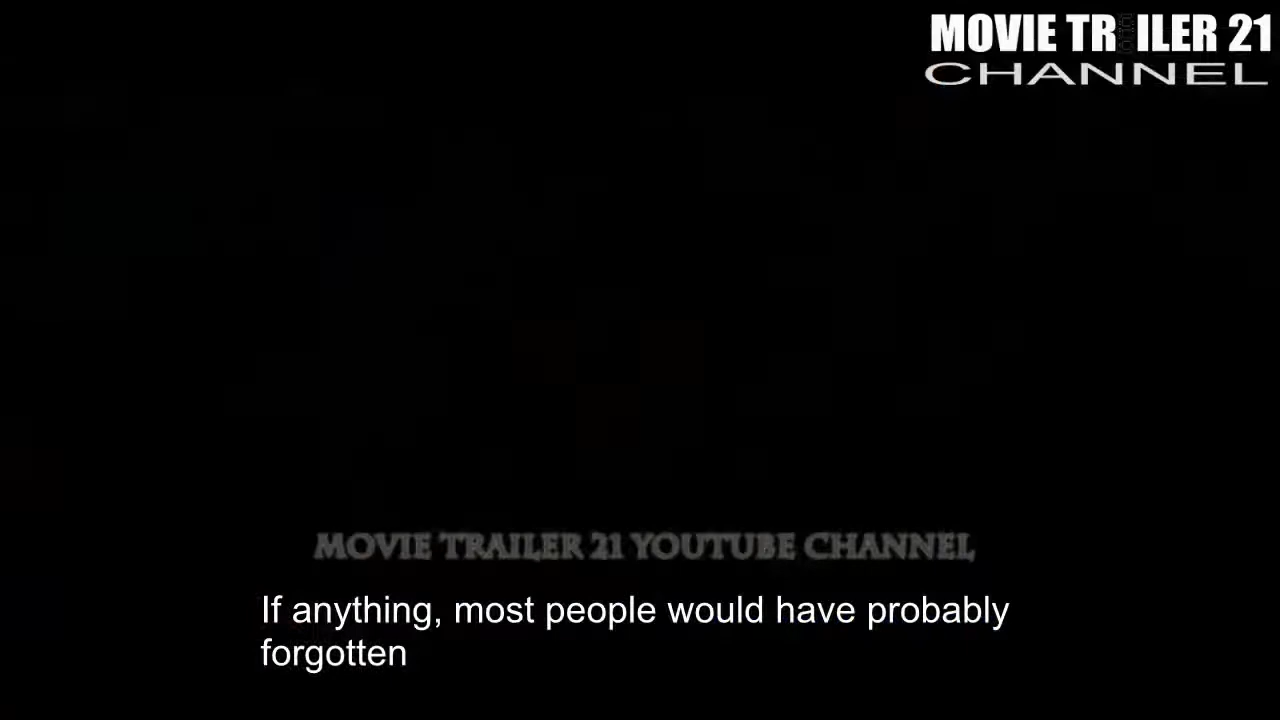 MOVIE TR ILER 21
CHANNEL
MOVIE TRAILER 21 YOUTUBE CHANNEL
If anything, most people would have probably
forgotten